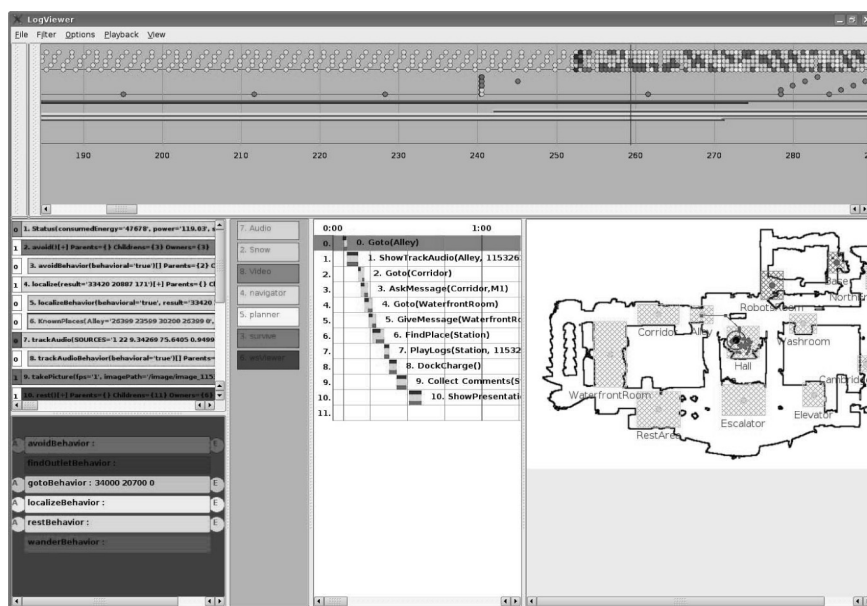 LogViewer
File Filter Options Playback View
190 200 210 220 230 240 250 260 270 280
0 1. Status(consumedEnergy='47678', power='119.03', s
1 2. avoid()[+] Parents={} Childrens={3} Owners={3}
0 3. avoidBehavior(behavioral='true')[] Parents={2} C
1 4. localize(result='33420 20887 171')[+] Parents={} C
0 5. localizeBehavior(behavioral='true', result='33420
0 6. KnownPlaces(Alley='26399 23599 30200 26399 0',
7. trackAudio(SOURCES='1 22 9.34269 75.6405 0.9499
0 8. trackAudioBehavior(behavioral='true')[] Parents=
1 9. takePicture(fps='1', imagePath='/image/image_115
1 10. rest()[+] Parents={} Childrens={11} Owners={5}
A avoidBehavior : E
findOutletBehavior :
A gotoBehavior : 34000 20700 0 E
A localizeBehavior : E
A restBehavior : E
wanderBehavior :
7. Audio
2. Snow
8. Video
4. navigator
5. planner
3. survive
0:00 1:00
0. 0. Goto(Alley)
1. 1. ShowTrackAudio(Alley, 115326
2. 2. Goto(Corridor)
3. 3. AskMessage(Corridor,M1)
4. 4. Goto(WaterfrontRoom)
5. 5. GiveMessage(WaterfrontRo
6. 6. FindPlace(Station)
7. 7. PlayLogs(Station, 11532
8. 8. DockCharge()
9. 9. Collect Comments(S
10. 10. ShowPresentati
11.
Base
RobotsRoom
Corridor
Alley
Washroom
Hall
WaterfrontRoom
Cambridg
RestArea
Escalator
Elevator